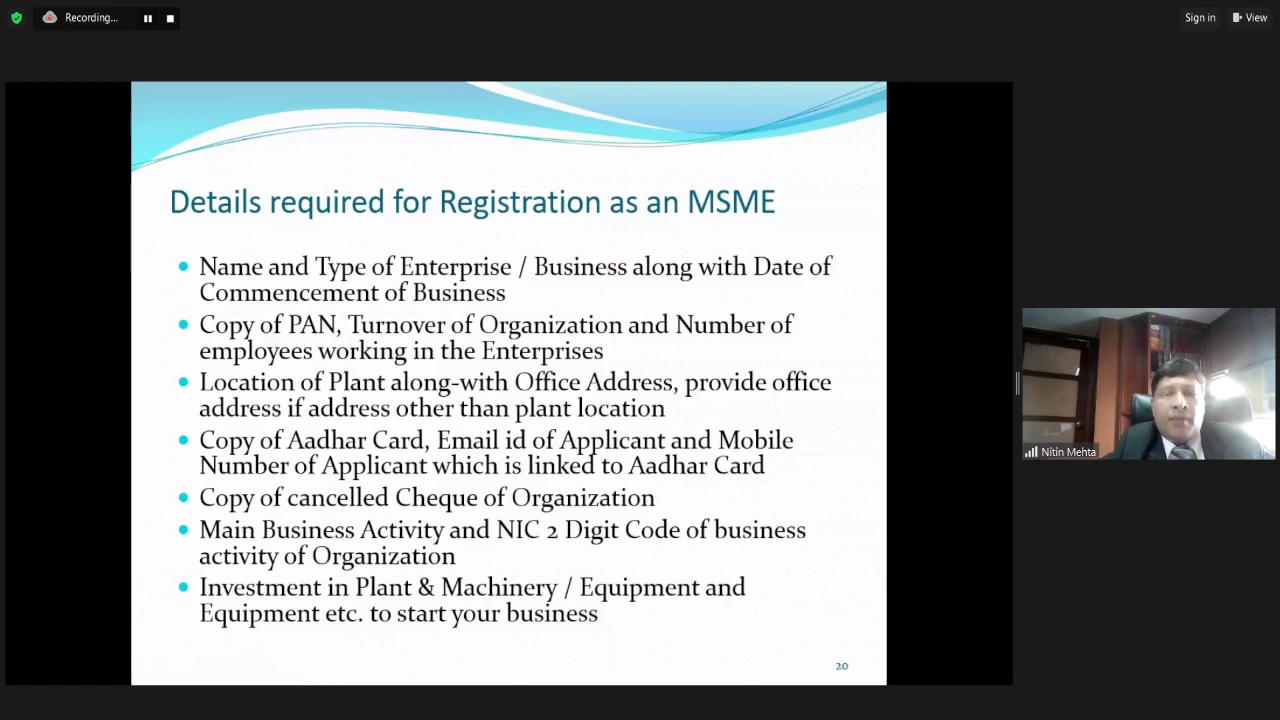 Recording...
Sign in
View
Details required for Registration as an MSME
Name and Type of Enterprise / Business along with Date of
Commencement of Business
Copy of PAN, Turnover of Organization and Number of
employees working in the Enterprises
Location of Plant along-with Office Address, provide office
address if address other than plant location
Copy of Aadhar Card, Email id of Applicant and Mobile
Number of Applicant which is linked to Aadhar Card
Copy of cancelled Cheque of Organization
Main Business Activity and NIC 2 Digit Code of business
activity of Organization
Investment in Plant & Machinery / Equipment and
Equipment etc. to start your business
20
Nitin Mehta